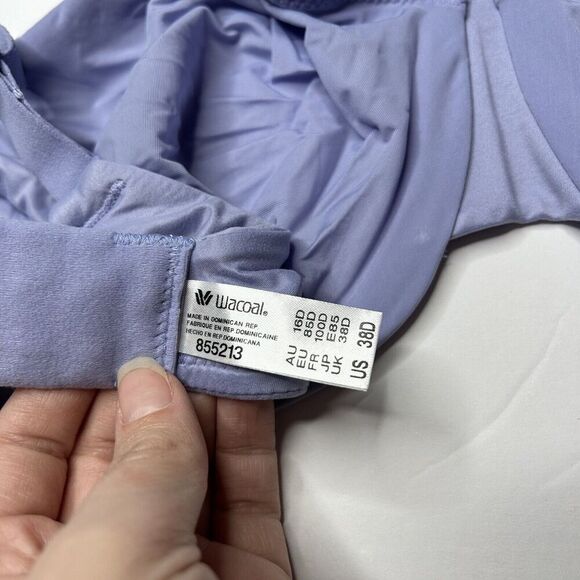 Wacoal®
MADE IN DOMINICAN REP
FABRIQUE EN REP DOMINICAINE
HECHO EN REP DOMINICANA
855213
AU 16D
EU 85D
FR 100D
JP E85
UK 38D
US 38D